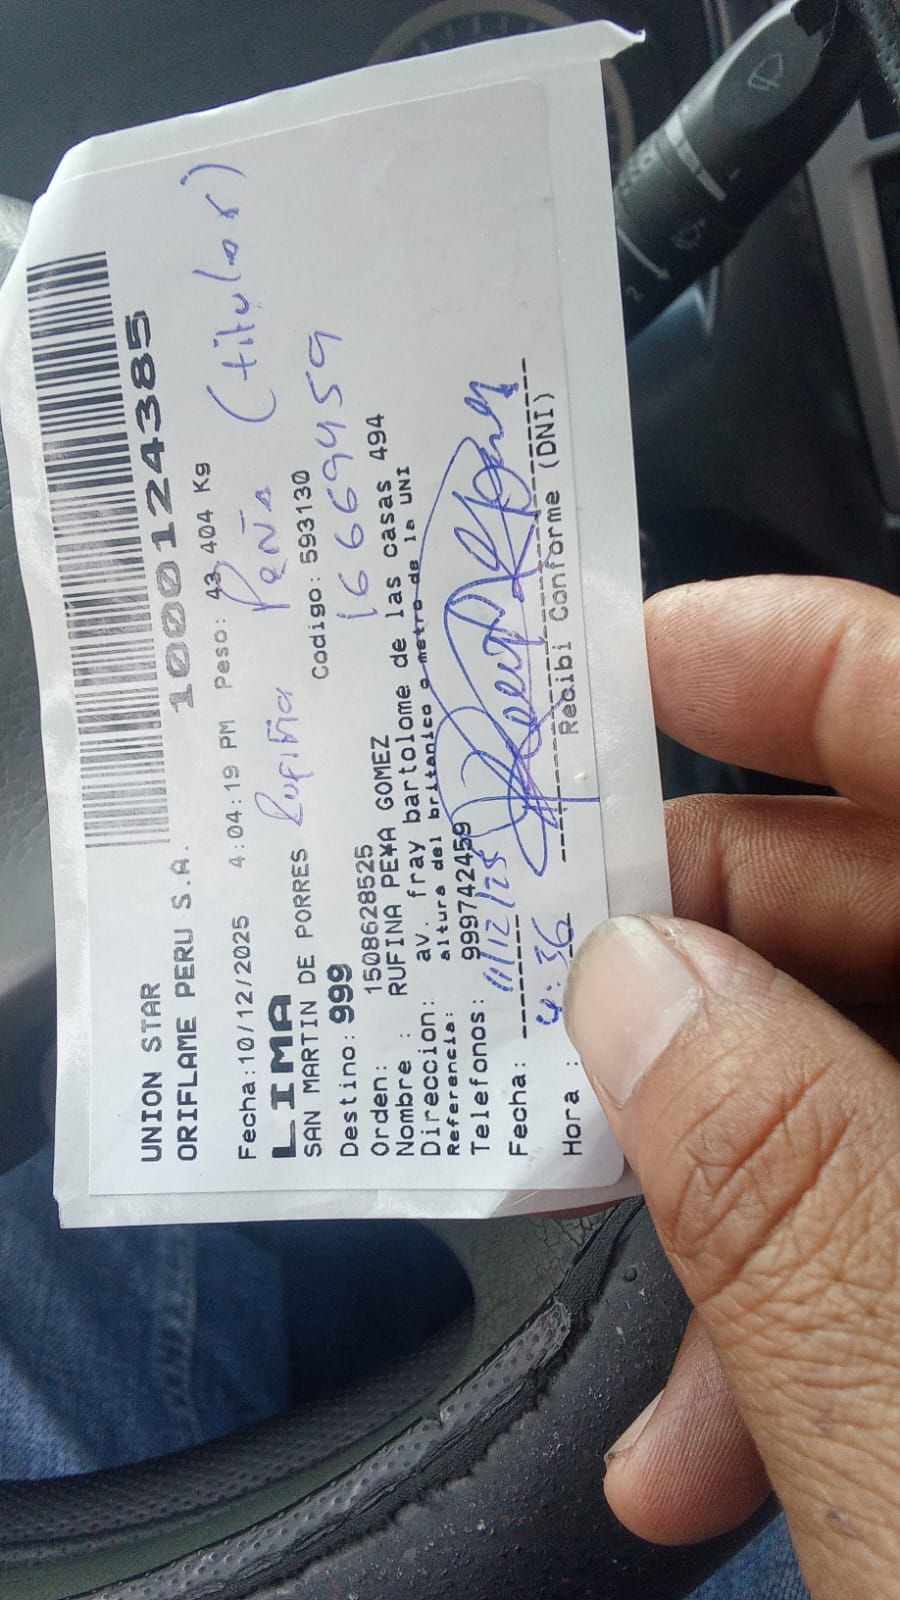 UNION STAR
ORIFLAME PERU S.A. 1000124385
Fecha:10/12/2025 4:04:19 PM Peso: 43 404 Kg
LIMA Rufina Peña (titular)
SAN MARTIN DE PORRES Codigo: 593130
Destino: 999 16669459
Orden: 1508628525
Nombre : RUFINA PE¥A GOMEZ
Direccion: av. fray bartolome de las casas 494
Referencia: altura del britanico o metro de la UNI
Telefonos: 999742459
Fecha: 11/12/25
Hora : 4:36 Recibi Conforme (DNI)